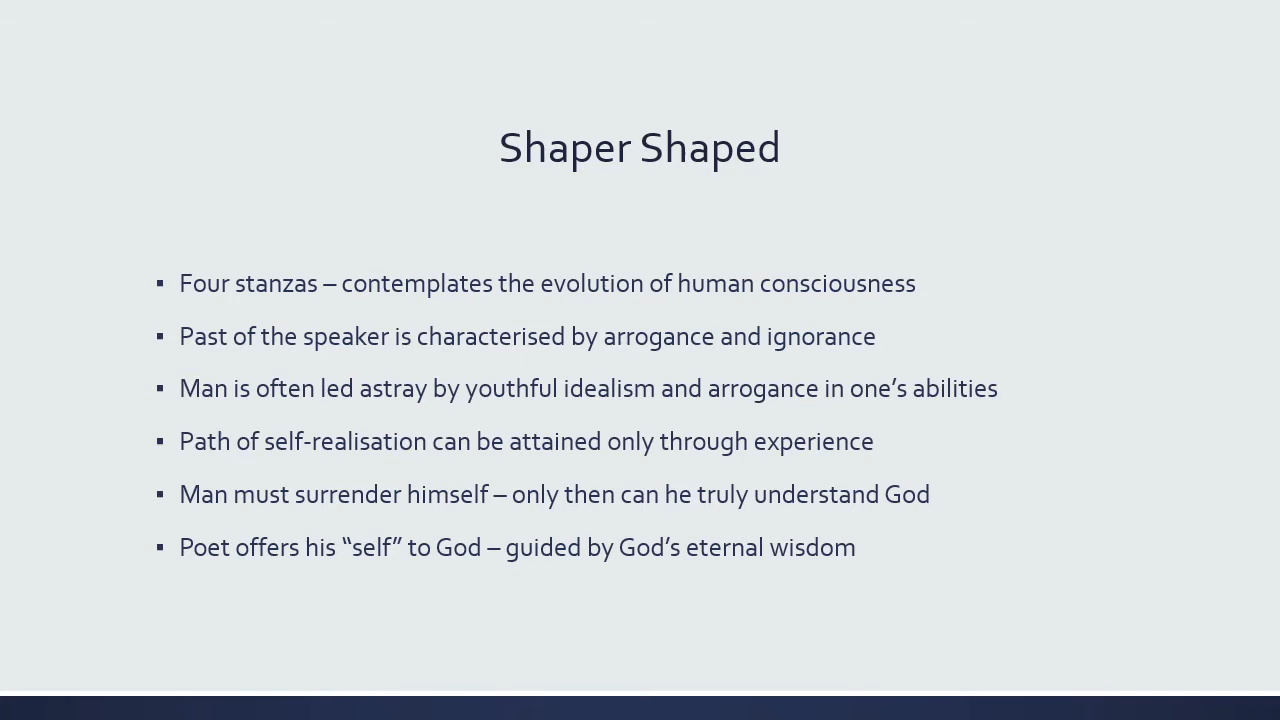 Shaper Shaped
▪ Four stanzas – contemplates the evolution of human consciousness
▪ Past of the speaker is characterised by arrogance and ignorance
▪ Man is often led astray by youthful idealism and arrogance in one’s abilities
▪ Path of self-realisation can be attained only through experience
▪ Man must surrender himself – only then can he truly understand God
▪ Poet offers his “self” to God – guided by God’s eternal wisdom